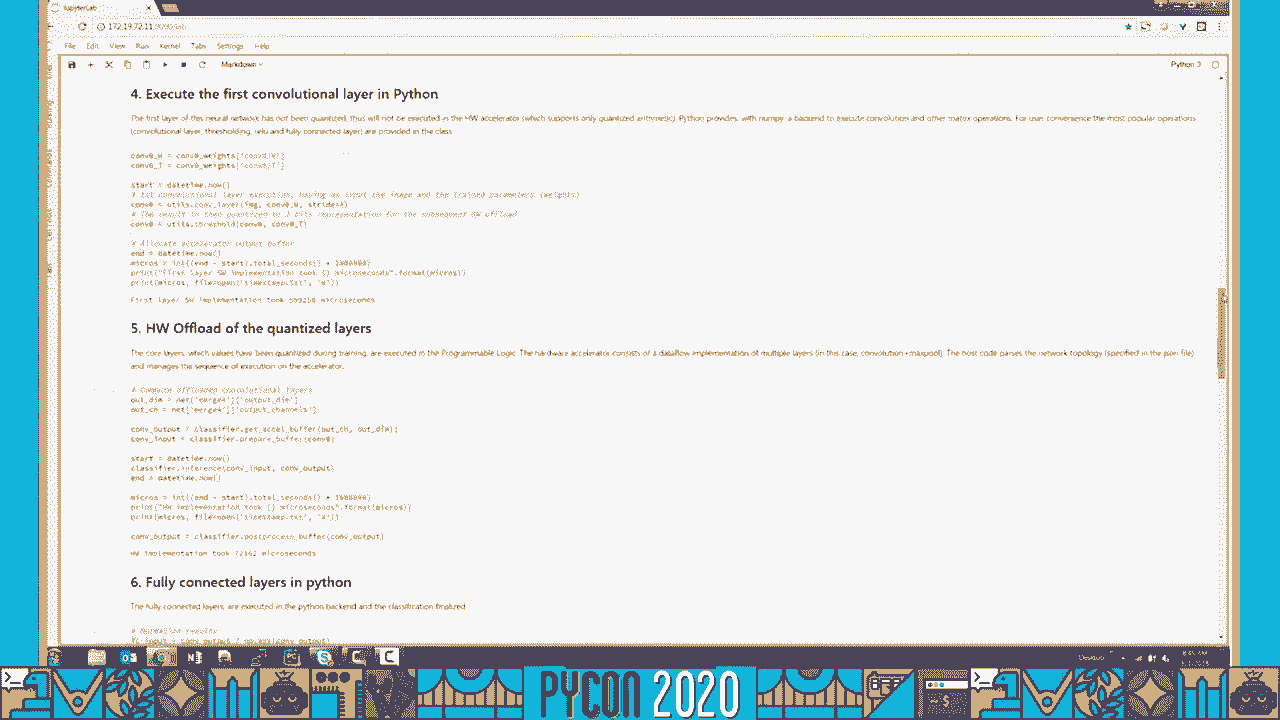 JupyterLab
172.19.72.11
File Edit View Run Kernel Tabs Settings Help
Markdown
Python 3
4. Execute the first convolutional layer in Python
The first layer of this neural network has not been quantized, thus will not be executed in the HW accelerator (which supports only quantized arithmetic). Python provides, with numpy, a backend to execute convolution and other matrix operations. For user convenience the most popular operations
(convolutional layer, thresholding, relu and fully connected layer) are provided in the class.
conv0_W = conv0_weights['conv0/W']
conv0_T = conv0_weights['conv0/T']
start = datetime.now()
# 1st convolutional layer execution, having as input the image and the trained parameters (weights)
conv0 = utils.conv_layer(img, conv0_W, stride=4)
# The result is then quantized to 2 bits representation for the subsequent HW offload
conv0 = utils.threshold(conv0, conv0_T)
# Allocate accelerator output buffer
end = datetime.now()
micros = int((end - start).total_seconds() * 1000000)
print("First layer SW implementation took {} microseconds".format(micros))
print(micros, file=open('timestamp.txt', 'w'))
First layer SW implementation took microseconds
5. HW Offload of the quantized layers
The core layers, which values have been quantized during training, are executed in the Programmable Logic. The hardware accelerator consists of a dataflow implementation of multiple layers (in this case, convolution+maxpool). The host code parses the network topology (specified in the json file)
and manages the sequence of execution on the accelerator.
# Compute offloaded convolutional layers
out_dim = net['merge4']['output_dim']
out_ch = net['merge4']['output_channels']
conv_output = classifier.get_accel_buffer(out_ch, out_dim);
conv_input = classifier.prepare_buffer(conv0)
start = datetime.now()
classifier.inference(conv_input, conv_output)
end = datetime.now()
micros = int((end - start).total_seconds() * 1000000)
print("HW implementation took {} microseconds".format(micros))
print(micros, file=open('timestamp.txt', 'a'))
conv_output = classifier.postprocess_buffer(conv_output)
HW implementation took microseconds
6. Fully connected layers in python
The fully connected layers, are executed in the python backend and the classification finalized
# Normalize results
Desktop
PYCON 2020